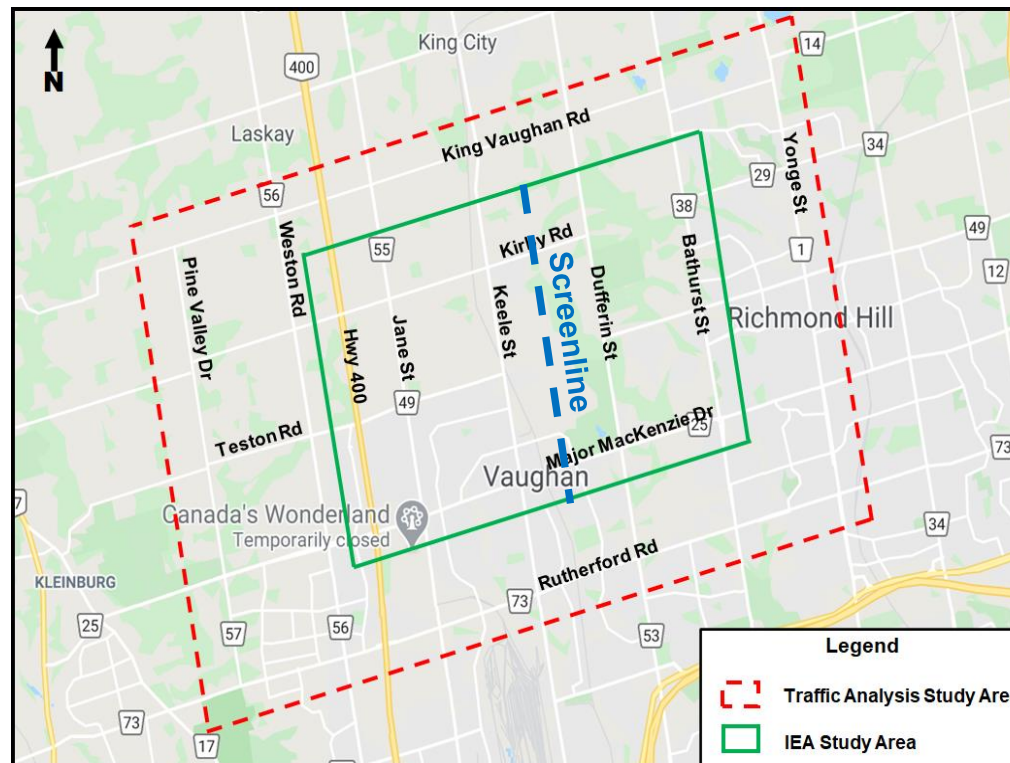 N
400
King City
14
Laskay
King Vaughan Rd
Yonge St
34
29
56
38
55
Kirby Rd
49
1
12
Pine Valley Dr
Weston Rd
Hwy 400
Jane St
Keele St
Screenline
Dufferin St
Bathurst St
Richmond Hill
49
Teston Rd
Major MacKenzie Dr
25
73
Vaughan
Canada's Wonderland
Temporarily closed
7
34
KLEINBURG
Rutherford Rd
73
25
57
56
53
73
17
Legend
Traffic Analysis Study Area
IEA Study Area